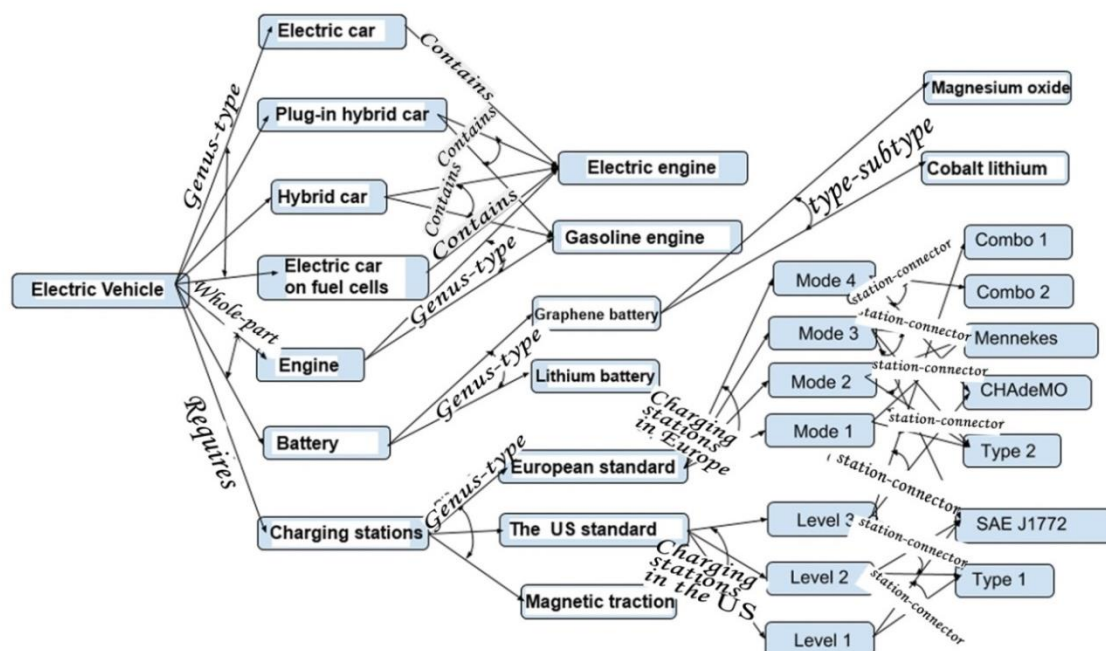 Electric car
Contains
Genus-type
Plug-in hybrid car
Contains
Magnesium oxide
type-subtype
Electric engine
Cobalt lithium
Hybrid car
Contains
Contains
Gasoline engine
Combo 1
station-connector
Electric car
on fuel cells
Genus-type
Mode 4
Electric Vehicle
Whole-part
Combo 2
Graphene battery
station-connector
Mode 3
Mennekes
Engine
Genus-type
Lithium battery
Mode 2
station-connector
CHAdeMO
Requires
Charging
stations
in Europe
Mode 1
station-connector
Battery
Type 2
Genus-type
European standard
station-connector
Charging stations
The US standard
Level 3
SAE J1772
station-connector
Charging
stations
in the US
Level 2
Type 1
station-connector
Magnetic traction
Level 1